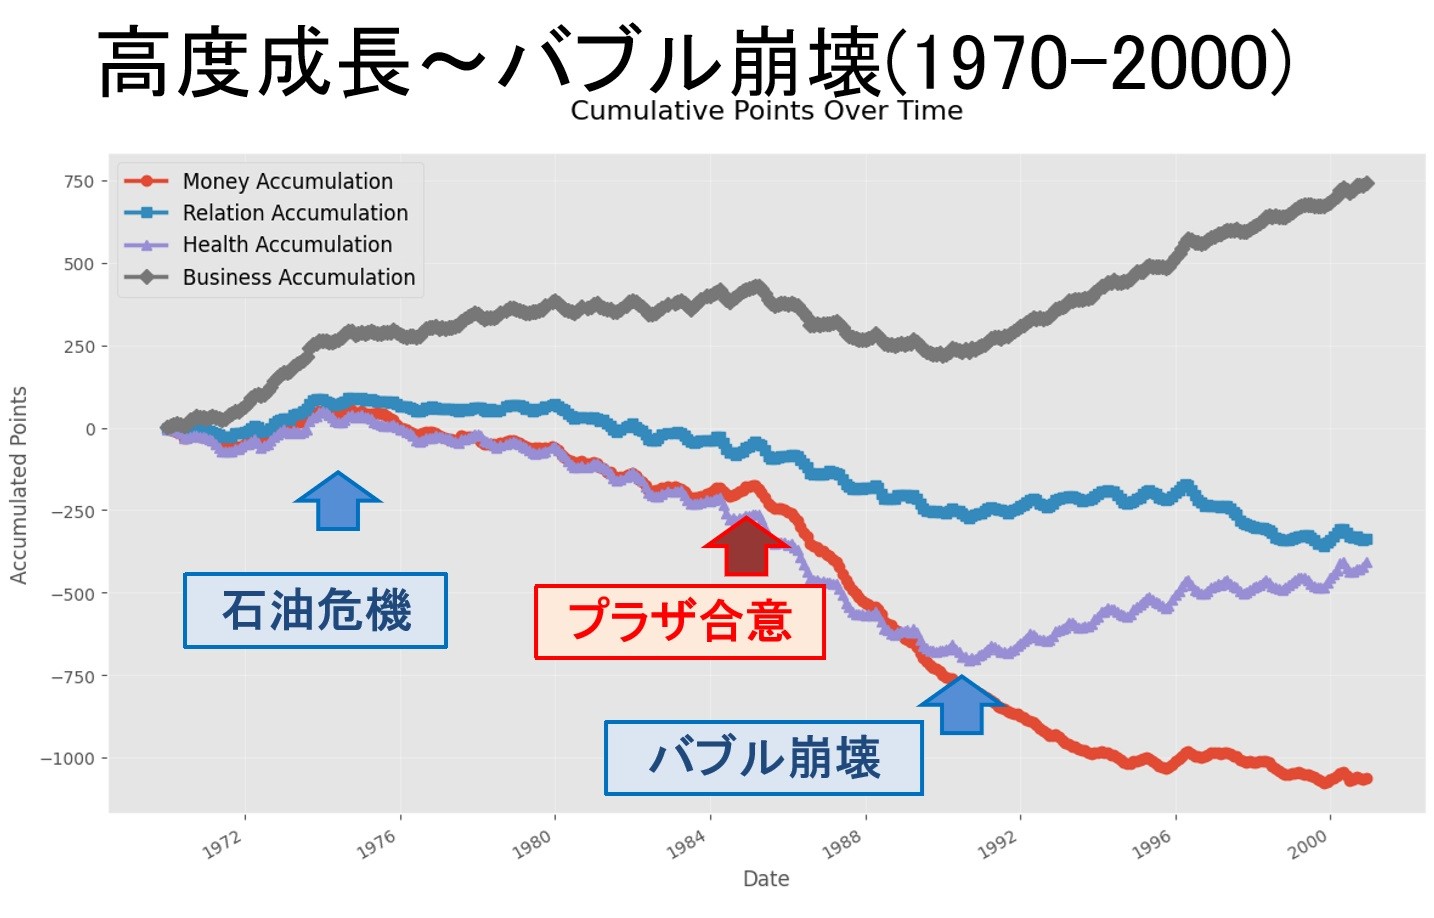 高度成長～バブル崩壊(1970-2000)
Cumulative Points Over Time
Money Accumulation
Relation Accumulation
Health Accumulation
Business Accumulation
Accumulated Points
750
500
250
0
−250
−500
−750
−1000
石油危機
プラザ合意
バブル崩壊
1972
1976
1980
1984
1988
1992
1996
2000
Date